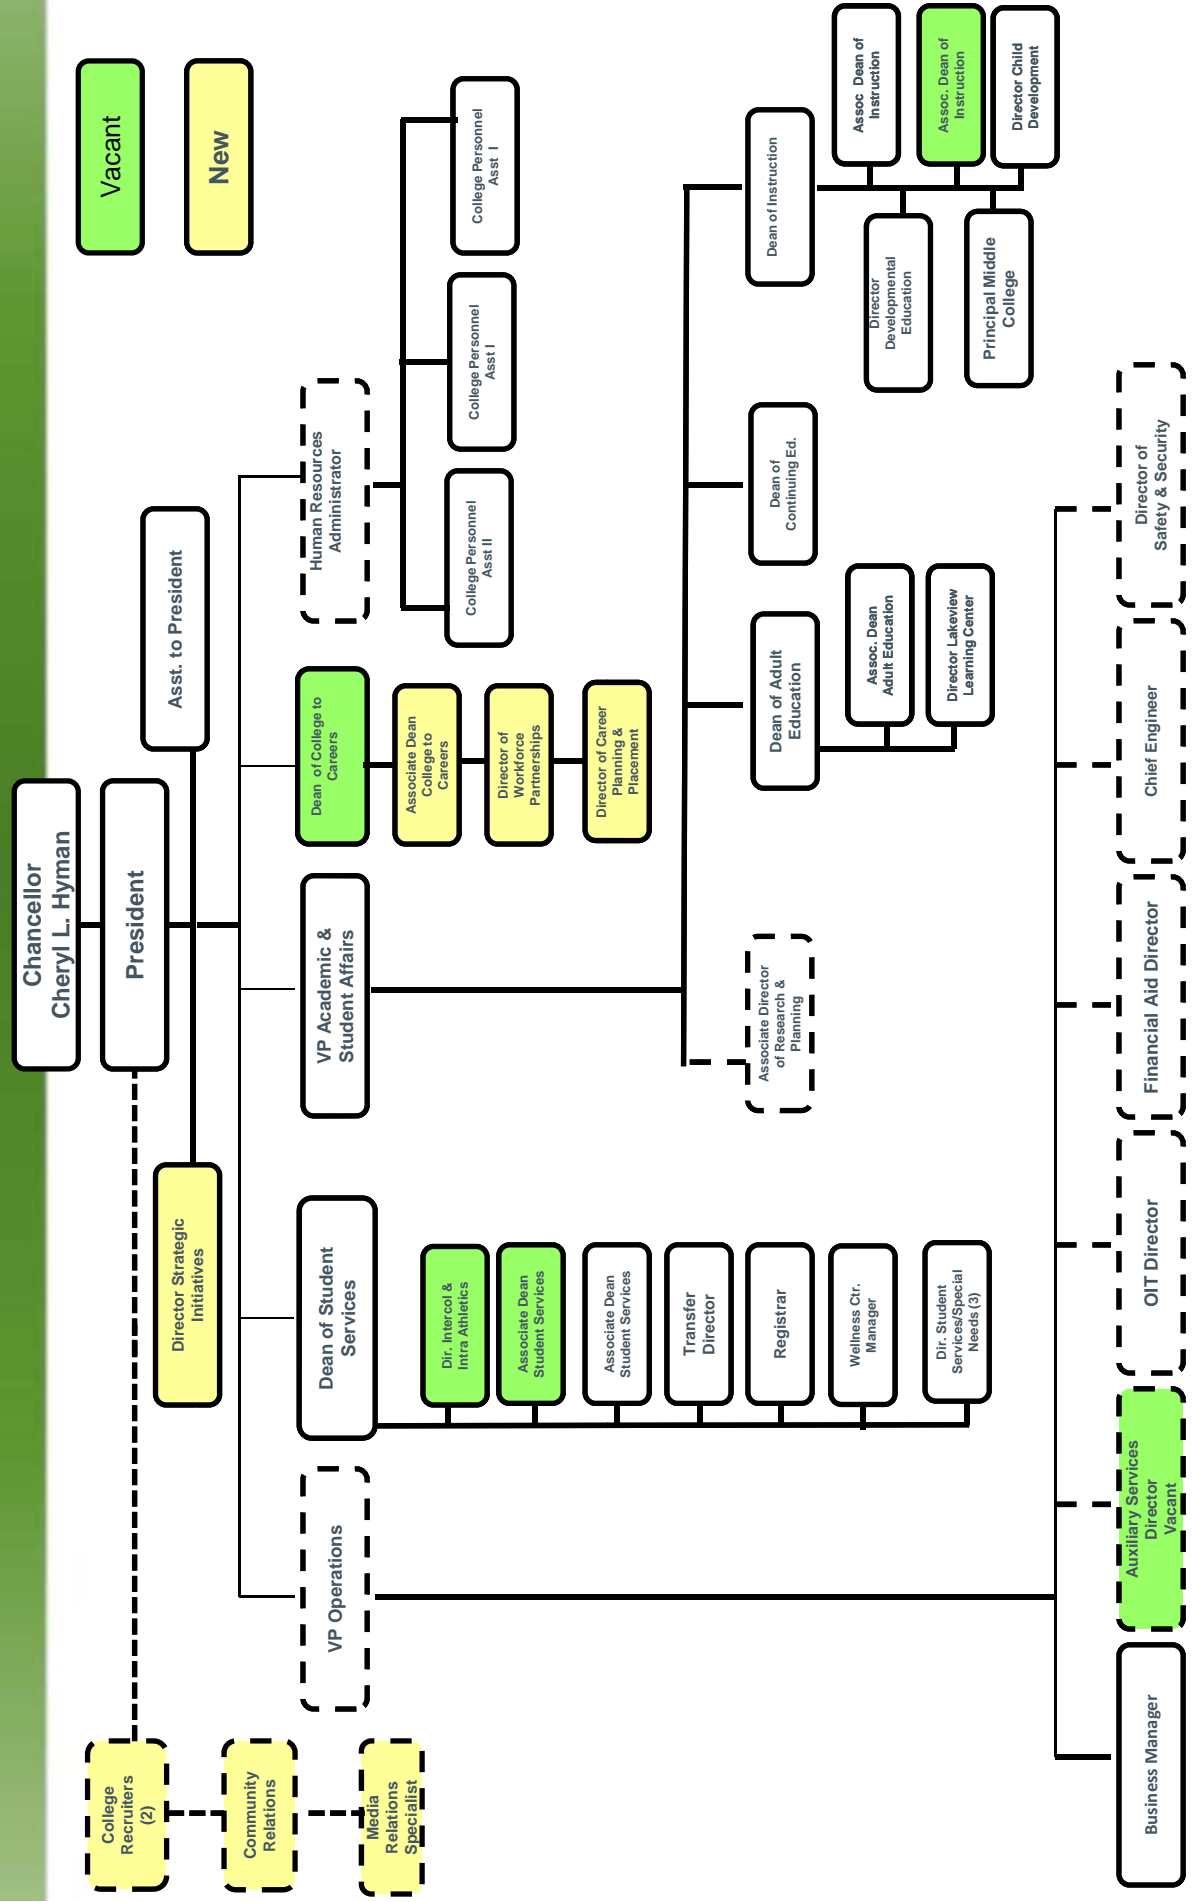 Chancellor
Cheryl L. Hyman
President
Asst. to President
Director Strategic
Initiatives
Vacant
New
College
Recruiters
(2)
Community
Relations
Media
Relations
Specialist
VP Operations
Dean of Student
Services
VP Academic &
Student Affairs
Dean of College to
Careers
Human Resources
Administrator
Dir. Intercol &
Intra Athletics
Associate Dean
Student Services
Associate Dean
Student Services
Transfer
Director
Registrar
Wellness Ctr.
Manager
Dir. Student
Services/Special
Needs (3)
Associate Dean
College to
Careers
Director of
Workforce
Partnerships
Director of Career
Planning &
Placement
College Personnel
Asst II
College Personnel
Asst I
College Personnel
Asst I
Associate Director
of Research &
Planning
Dean of Adult
Education
Dean of
Continuing Ed.
Dean of Instruction
Assoc. Dean
Adult Education
Director Lakeview
Learning Center
Assoc Dean of
Instruction
Director
Developmental
Education
Assoc. Dean of
Instruction
Principal Middle
College
Director Child
Development
Business Manager
Auxiliary Services
Director
Vacant
OIT Director
Financial Aid Director
Chief Engineer
Director of
Safety & Security